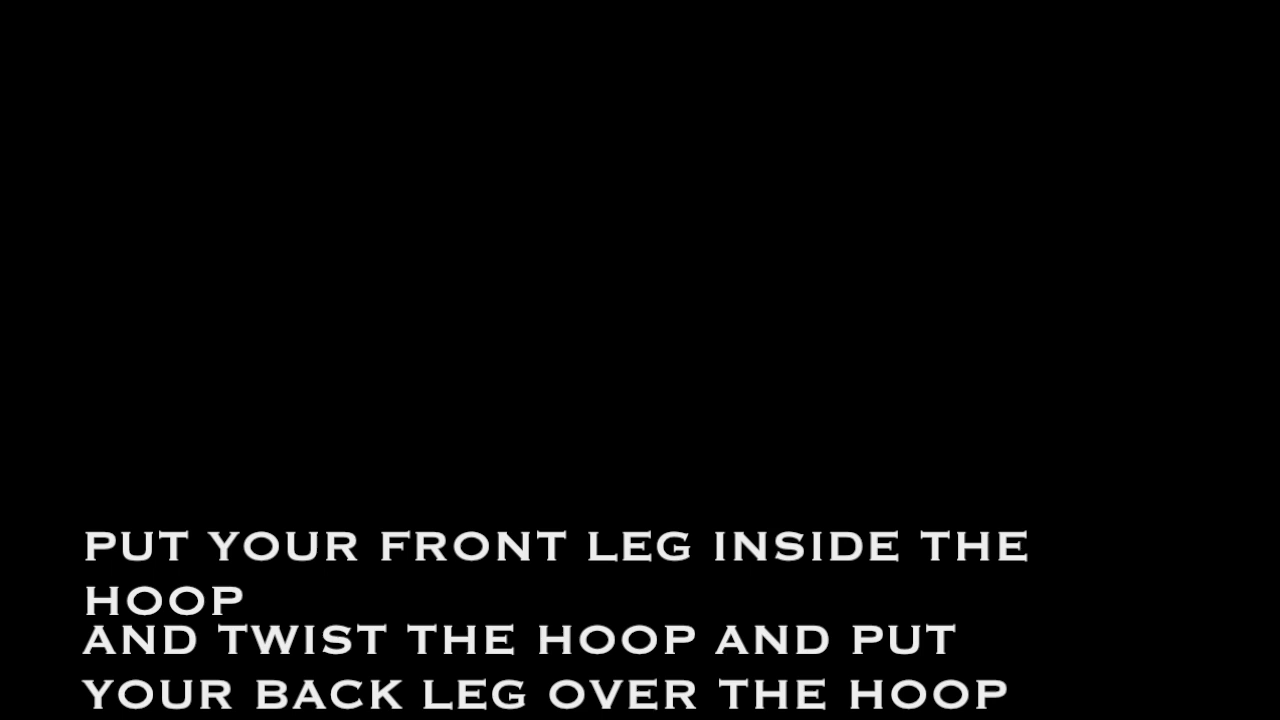 PUT YOUR FRONT LEG INSIDE THE
HOOP
AND TWIST THE HOOP AND PUT
YOUR BACK LEG OVER THE HOOP